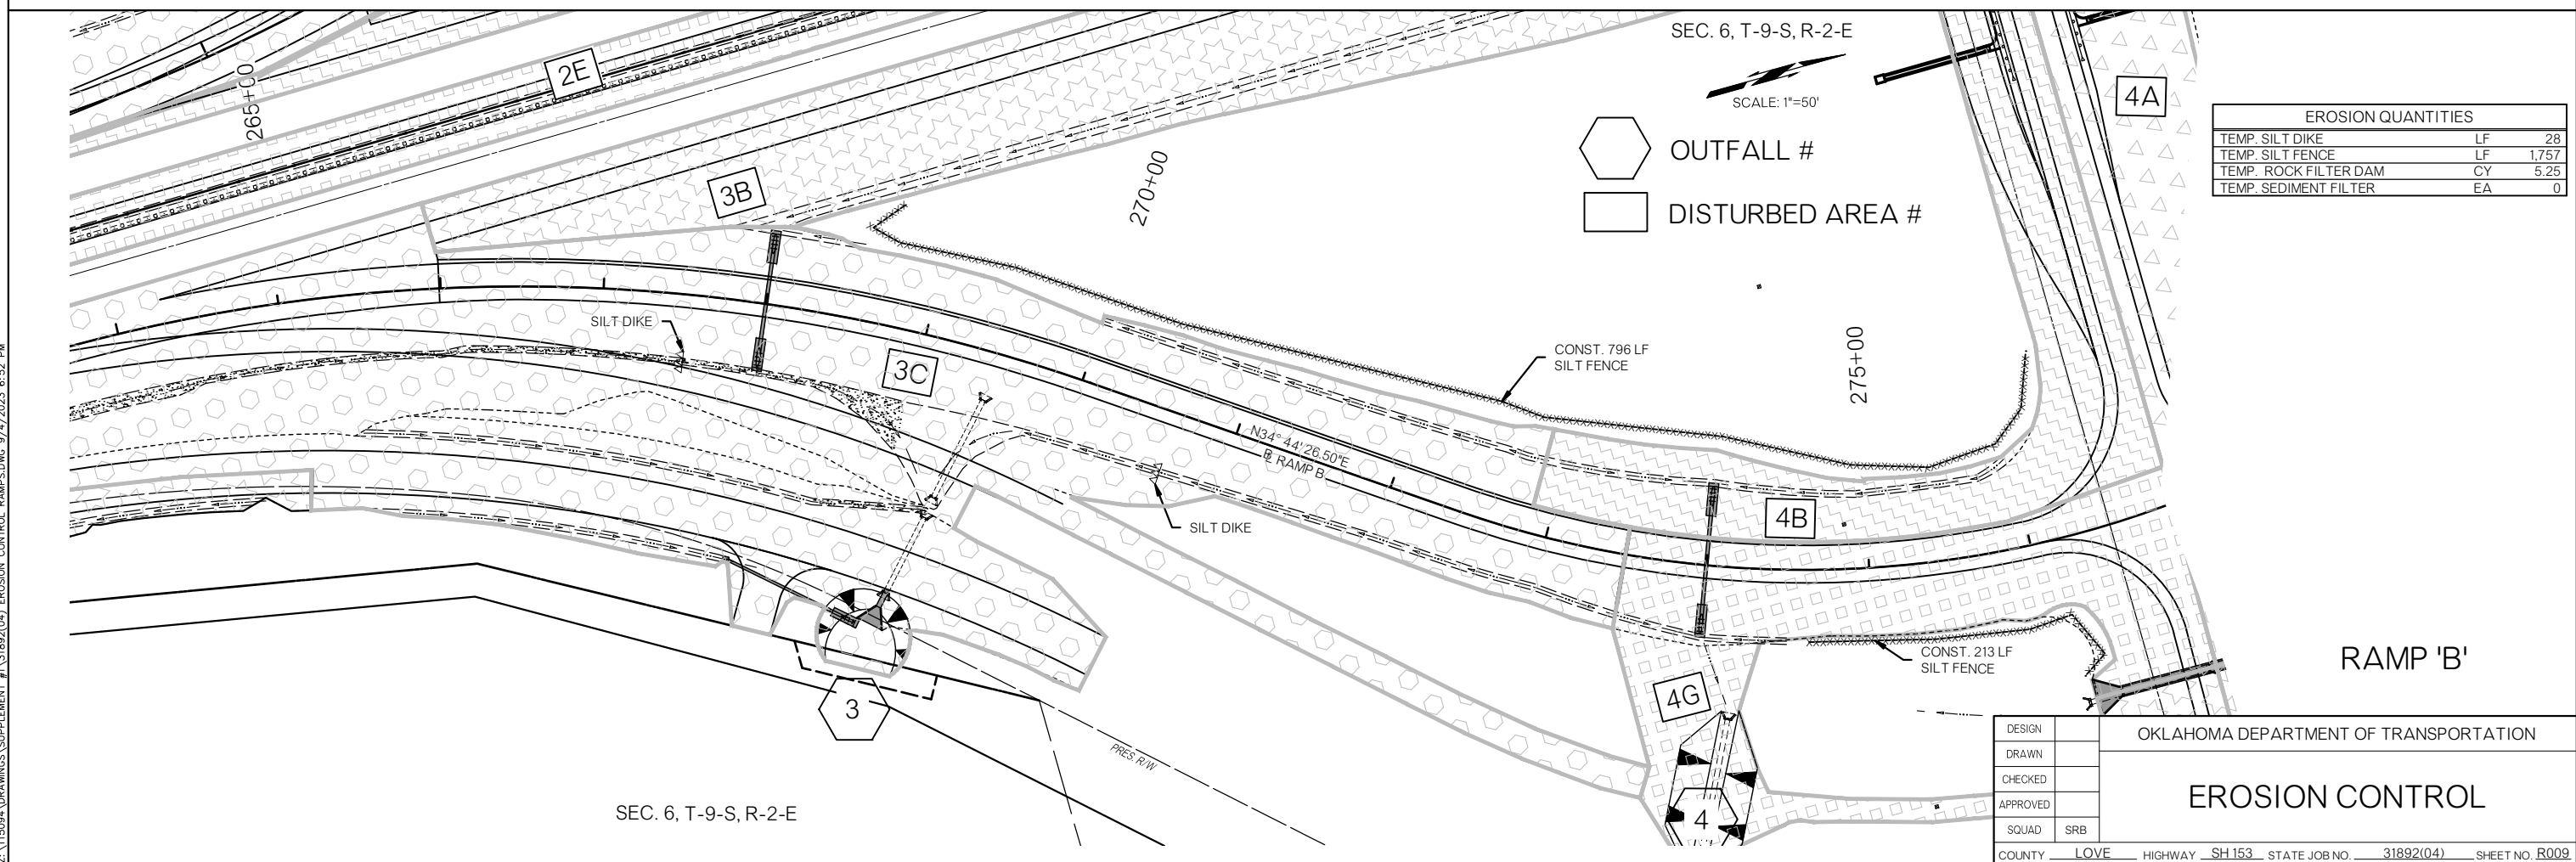 SEC. 6, T-9-S, R-2-E
SCALE: 1"=50'
OUTFALL #
DISTURBED AREA #
265+00
2E
3B
270+00
4A
EROSION QUANTITIES
TEMP. SILT DIKE LF 28
TEMP. SILT FENCE LF 1,757
TEMP. ROCK FILTER DAM CY 5.25
TEMP. SEDIMENT FILTER EA 0
SILT DIKE
3C
CONST. 796 LF
SILT FENCE
275+00
N34° 44' 26.50"E
RAMP B
SILT DIKE
4B
CONST. 213 LF
SILT FENCE
RAMP 'B'
4G
3
PRES. R/W
4
SEC. 6, T-9-S, R-2-E
DESIGN
DRAWN
CHECKED
APPROVED
SQUAD SRB
OKLAHOMA DEPARTMENT OF TRANSPORTATION
EROSION CONTROL
COUNTY LOVE HIGHWAY SH 153 STATE JOB NO. 31892(04) SHEET NO. R009